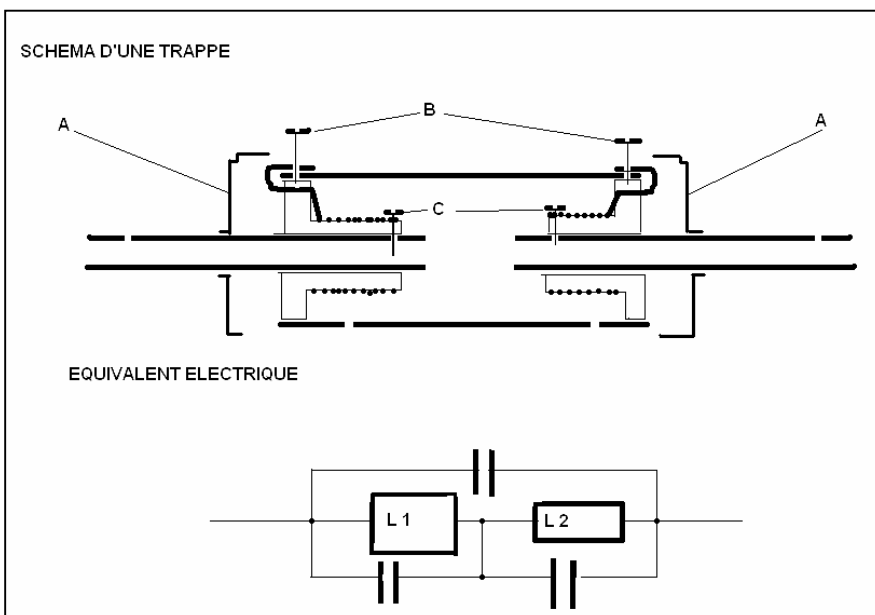 SCHEMA D'UNE TRAPPE
A
B
A
C
EQUIVALENT ELECTRIQUE
L 1
L 2